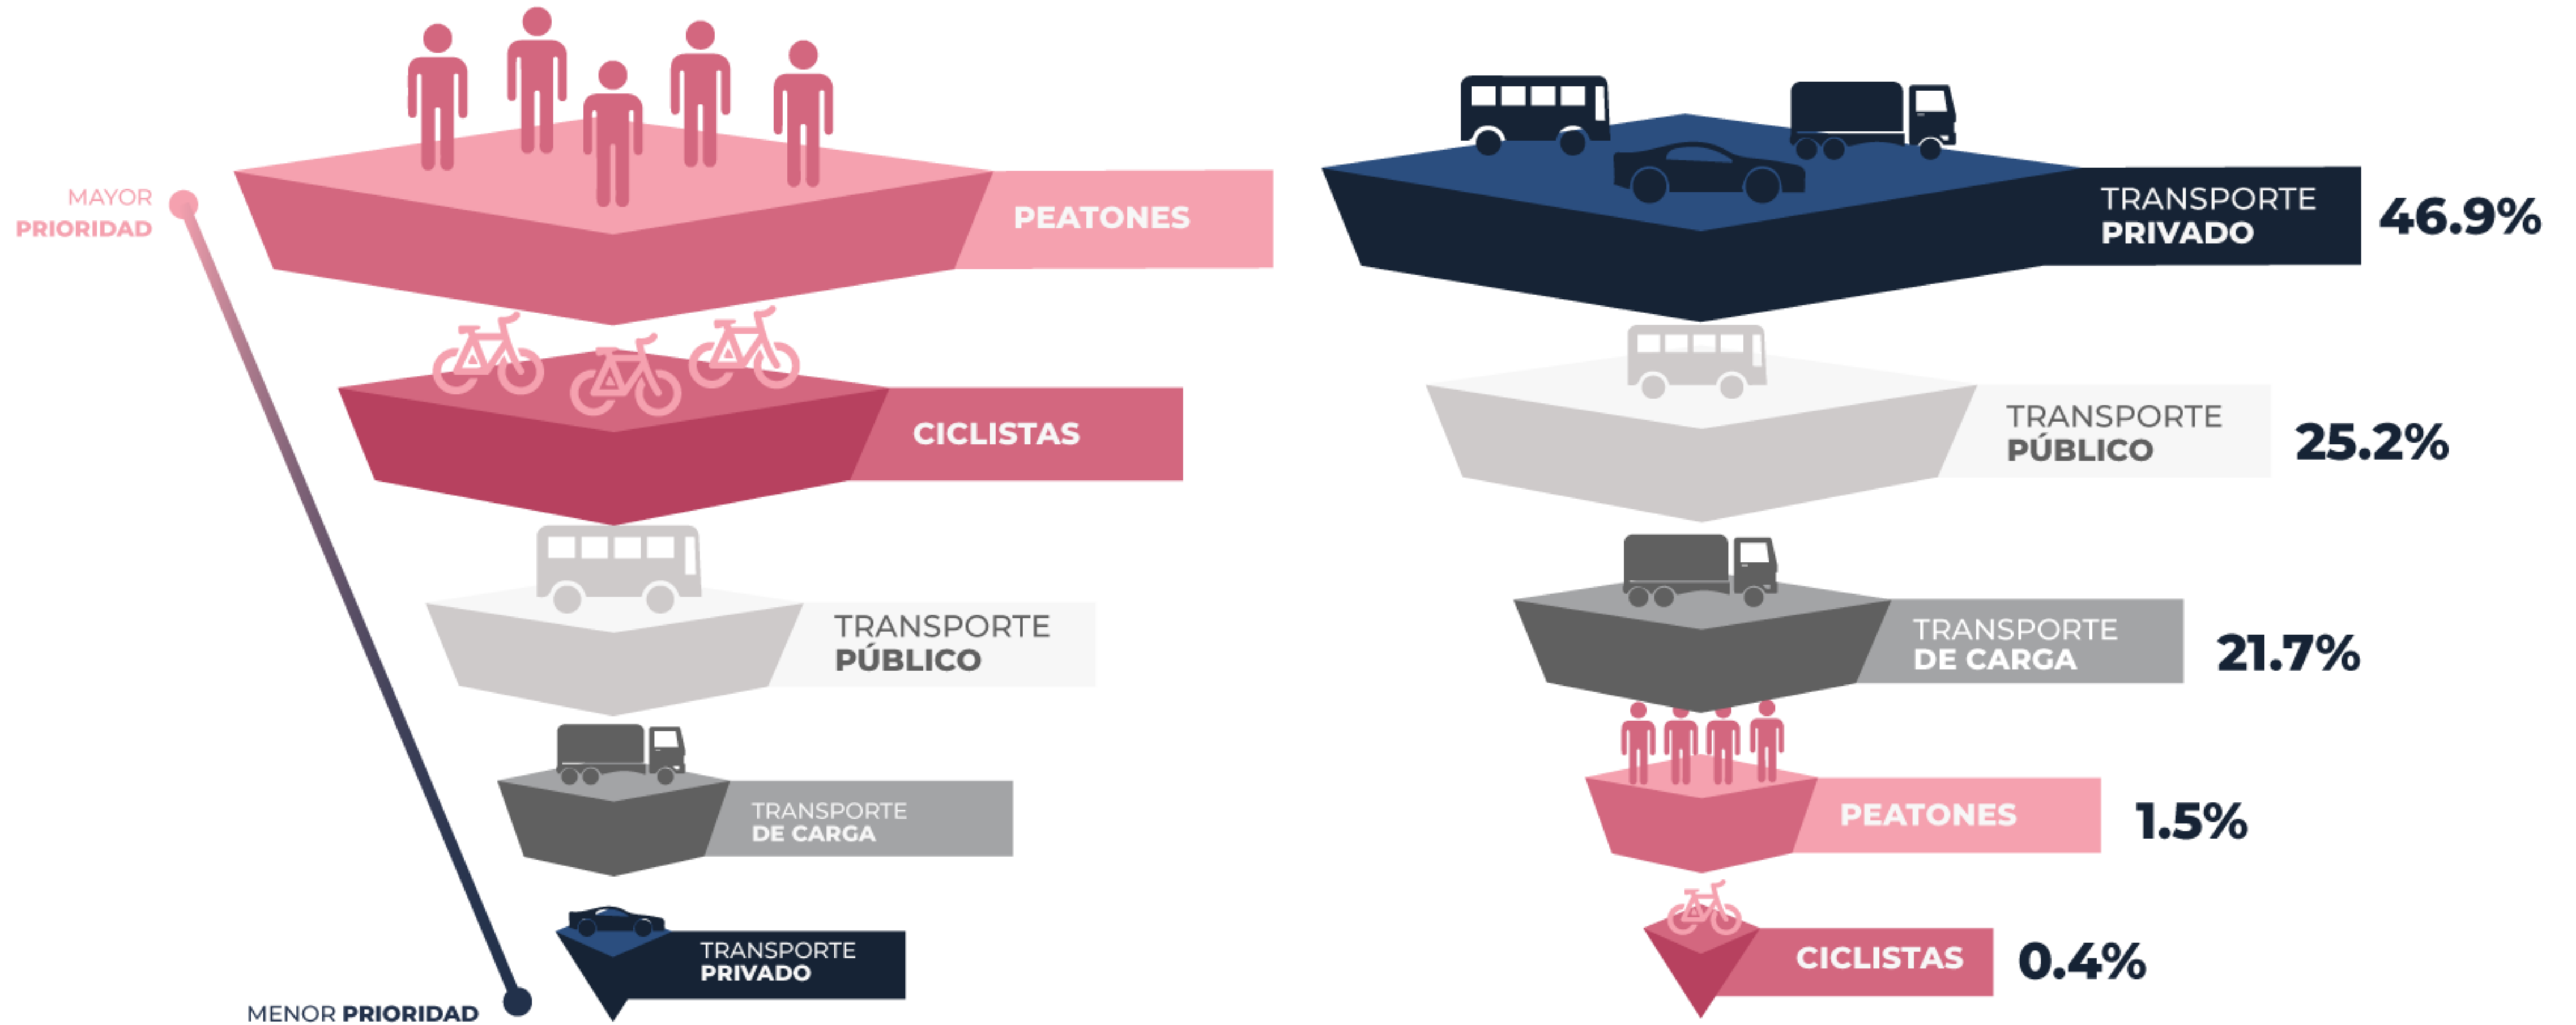 MAYOR
PRIORIDAD
PEATONES
CICLISTAS
TRANSPORTE
PÚBLICO
TRANSPORTE
DE CARGA
TRANSPORTE
PRIVADO
MENOR PRIORIDAD
TRANSPORTE
PRIVADO
46.9%
TRANSPORTE
PÚBLICO
25.2%
TRANSPORTE
DE CARGA
21.7%
PEATONES
1.5%
CICLISTAS
0.4%